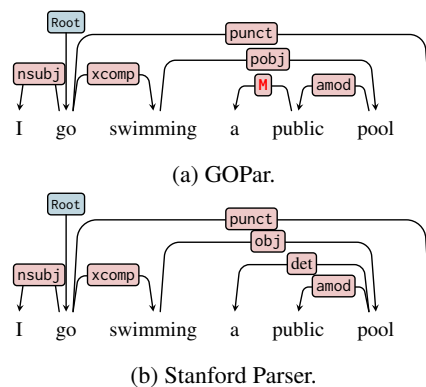 Root
punct
pobj
nsubj xcomp M amod
I go swimming a public pool
(a) GOPar.
Root
punct
obj
det
nsubj xcomp amod
I go swimming a public pool
(b) Stanford Parser.